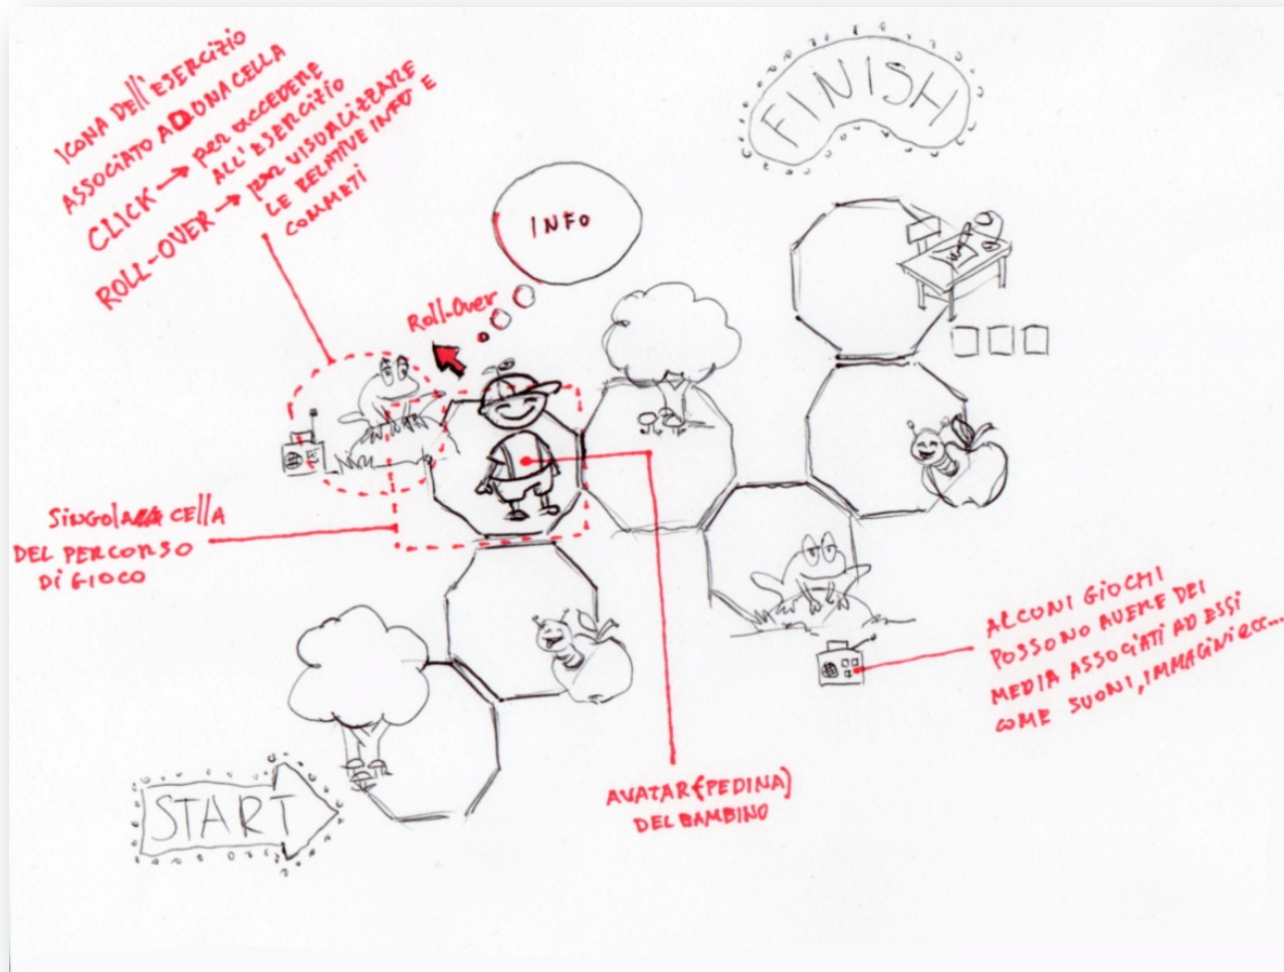 ICONA DELL'ESERCIZIO
ASSOCIATO AD UNA CELLA
CLICK → per accedere
ALL'ESERCIZIO
ROLL-OVER → per VISUALIZZARE
LE RELATIVE INFO E
COMMETI
FINISH
INFO
Roll-Over
SINGOLA CELLA
DEL PERCORSO
DI GIOCO
ALCUNI GIOCHI
POSSONO AVERE DEI
MEDIA ASSOCIATI AD ESSI
COME SUONI, IMMAGINI ecc...
START
AVATAR (PEDINA)
DEL BAMBINO